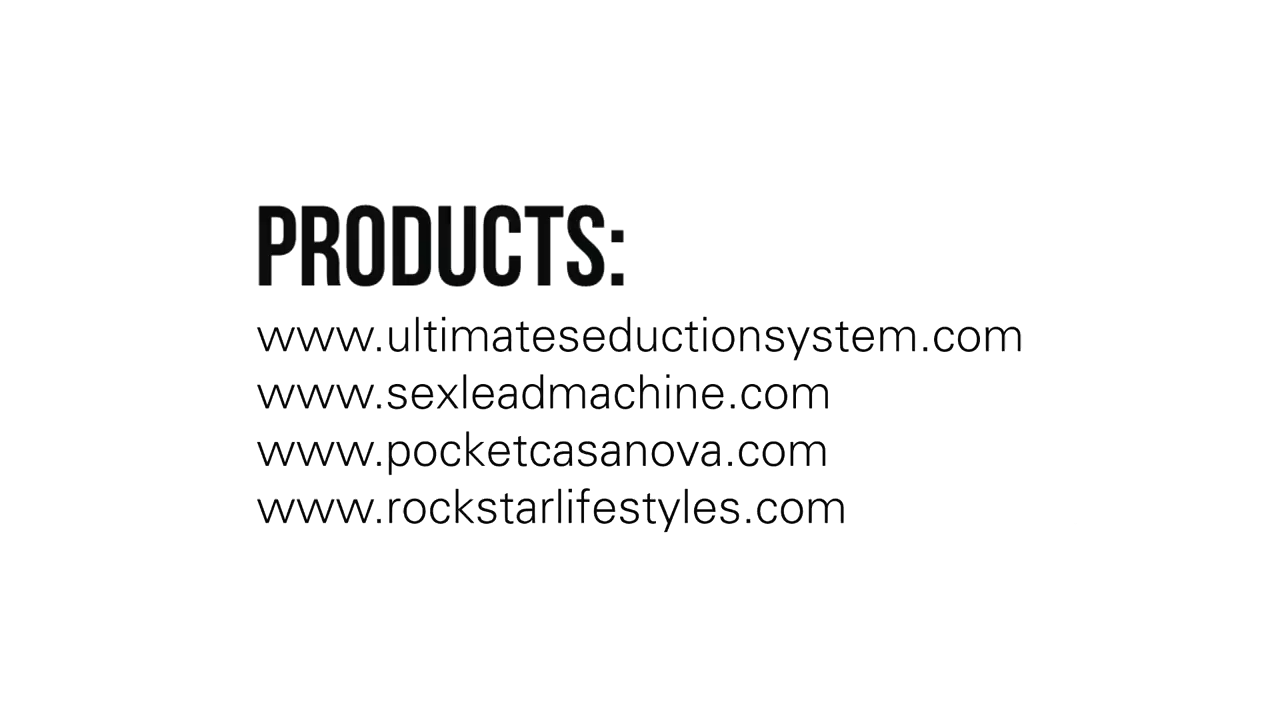 PRODUCTS:
www.ultimateseductionsystem.com
www.sexleadmachine.com
www.pocketcasanova.com
www.rockstarlifestyles.com